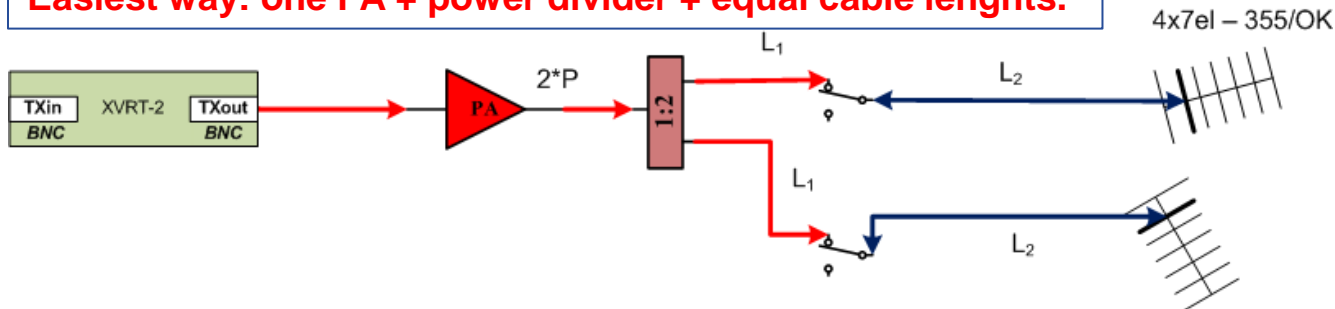 Easiest way: one PA + power divider + equal cable lenghts.
4x7el – 355/OK
L1
2*P
L2
TXin XVRT-2 TXout
BNC BNC
PA
1:2
L1
L2